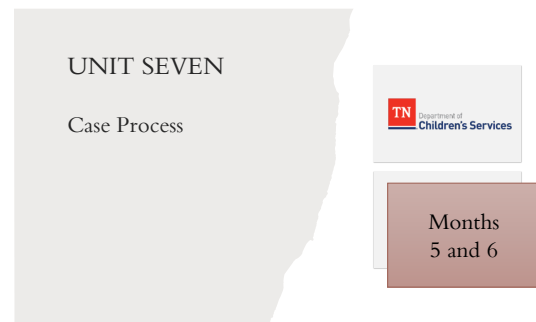 UNIT SEVEN
Case Process
TN
Department of
Children's Services
Months
5 and 6